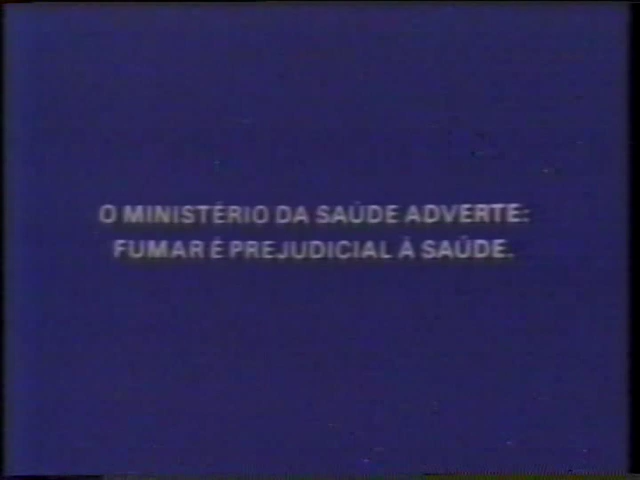 O MINISTÉRIO DA SAÚDE ADVERTE:
FUMAR É PREJUDICIAL À SAÚDE.